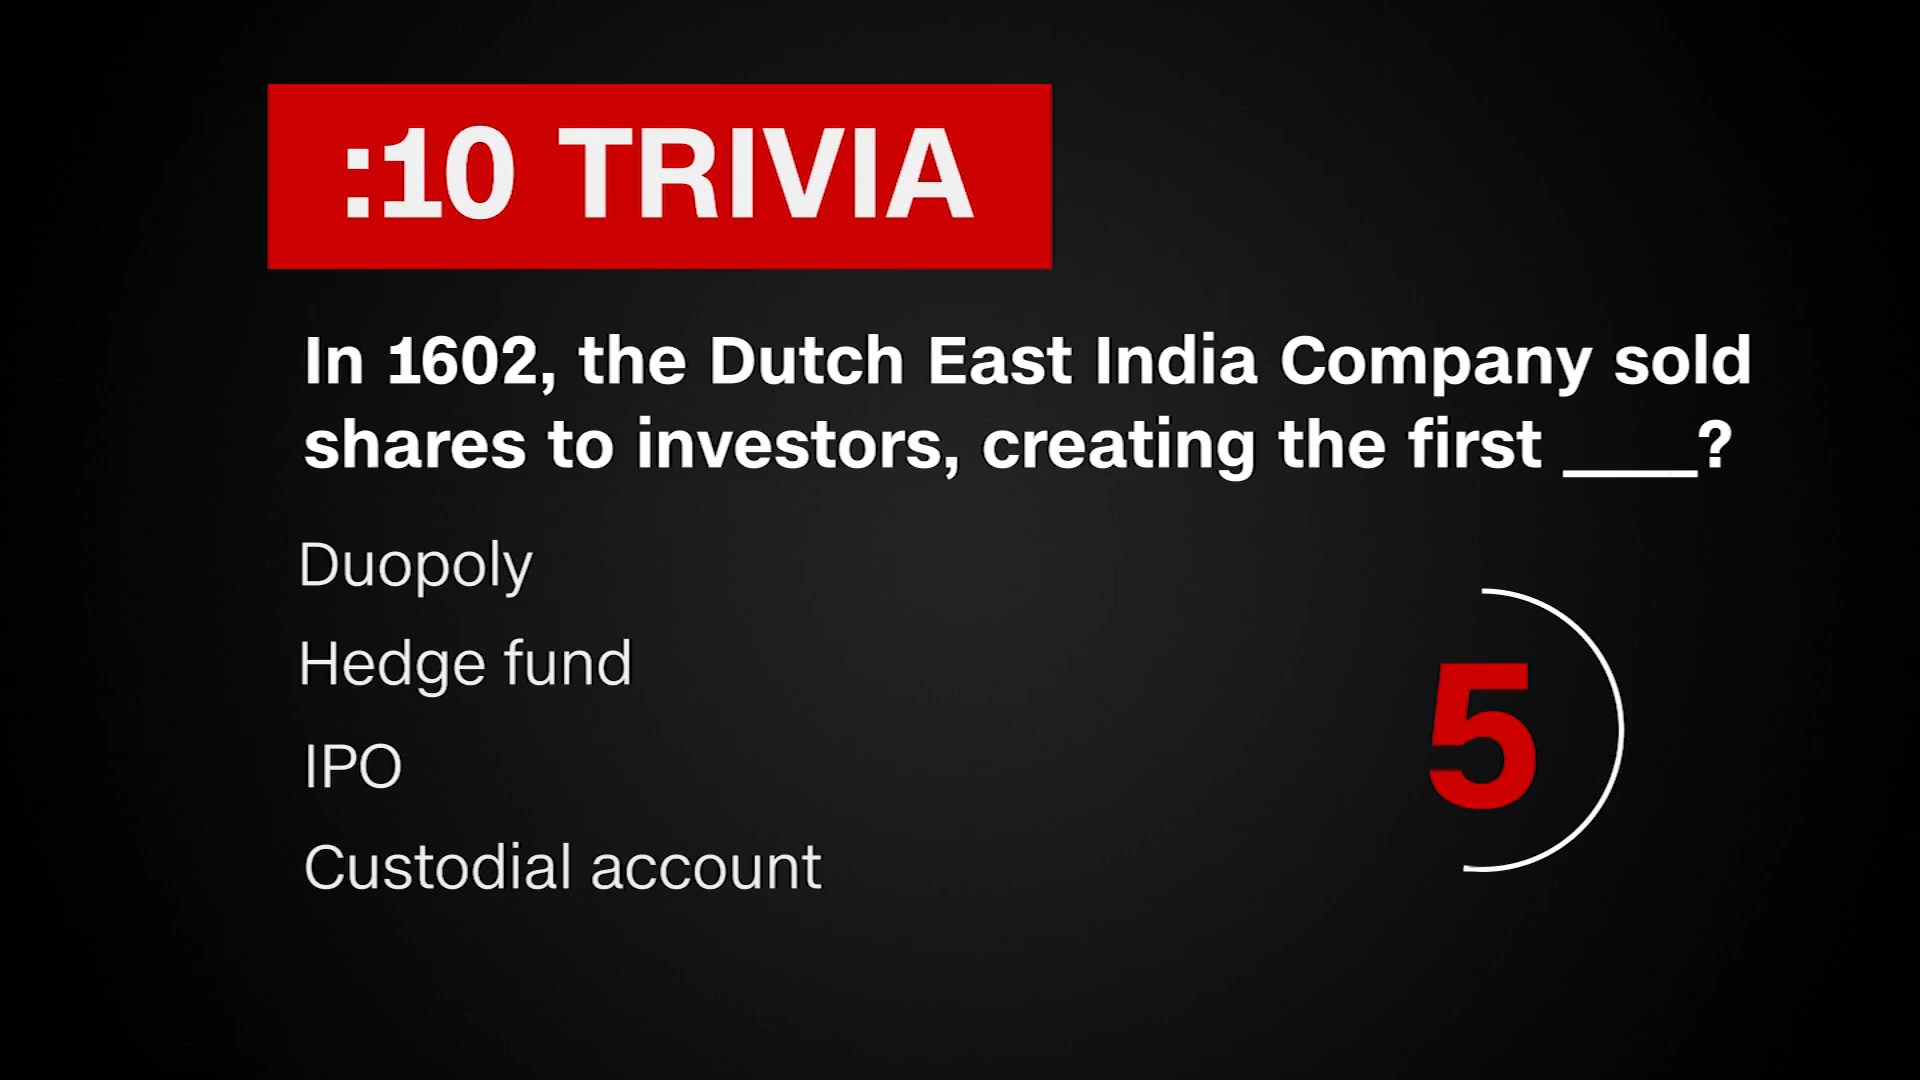 :10 TRIVIA
In 1602, the Dutch East India Company sold
shares to investors, creating the first ____?
Duopoly
Hedge fund
IPO
Custodial account
5